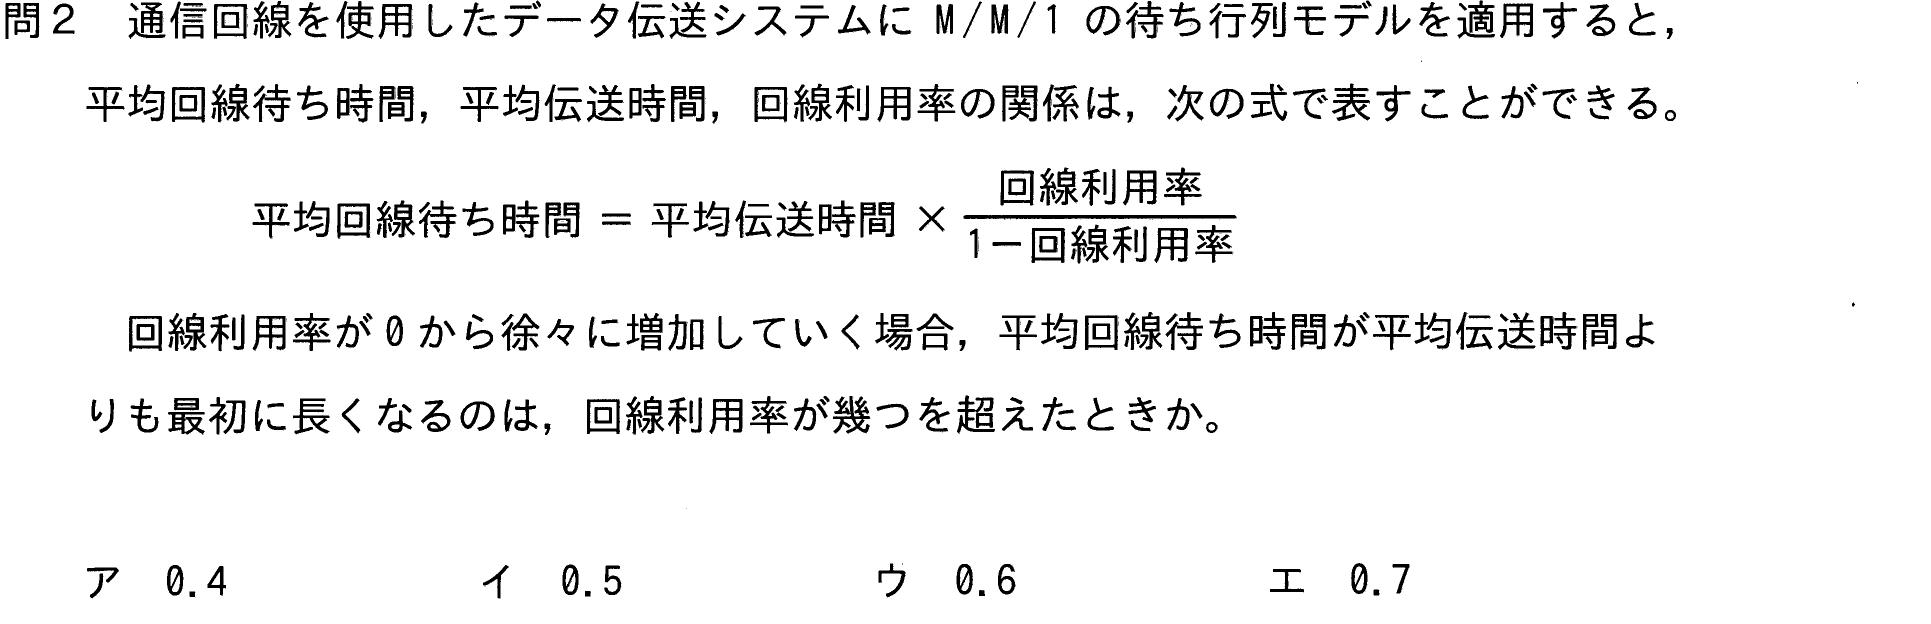 問2 通信回線を使用したデータ伝送システムに M/M/1 の待ち行列モデルを適用すると，
平均回線待ち時間，平均伝送時間，回線利用率の関係は，次の式で表すことができる。
平均回線待ち時間 ＝ 平均伝送時間 × 回線利用率
1－回線利用率
回線利用率が 0 から徐々に増加していく場合，平均回線待ち時間が平均伝送時間よ
りも最初に長くなるのは，回線利用率が幾つを超えたときか。
ア 0.4 イ 0.5 ウ 0.6 エ 0.7